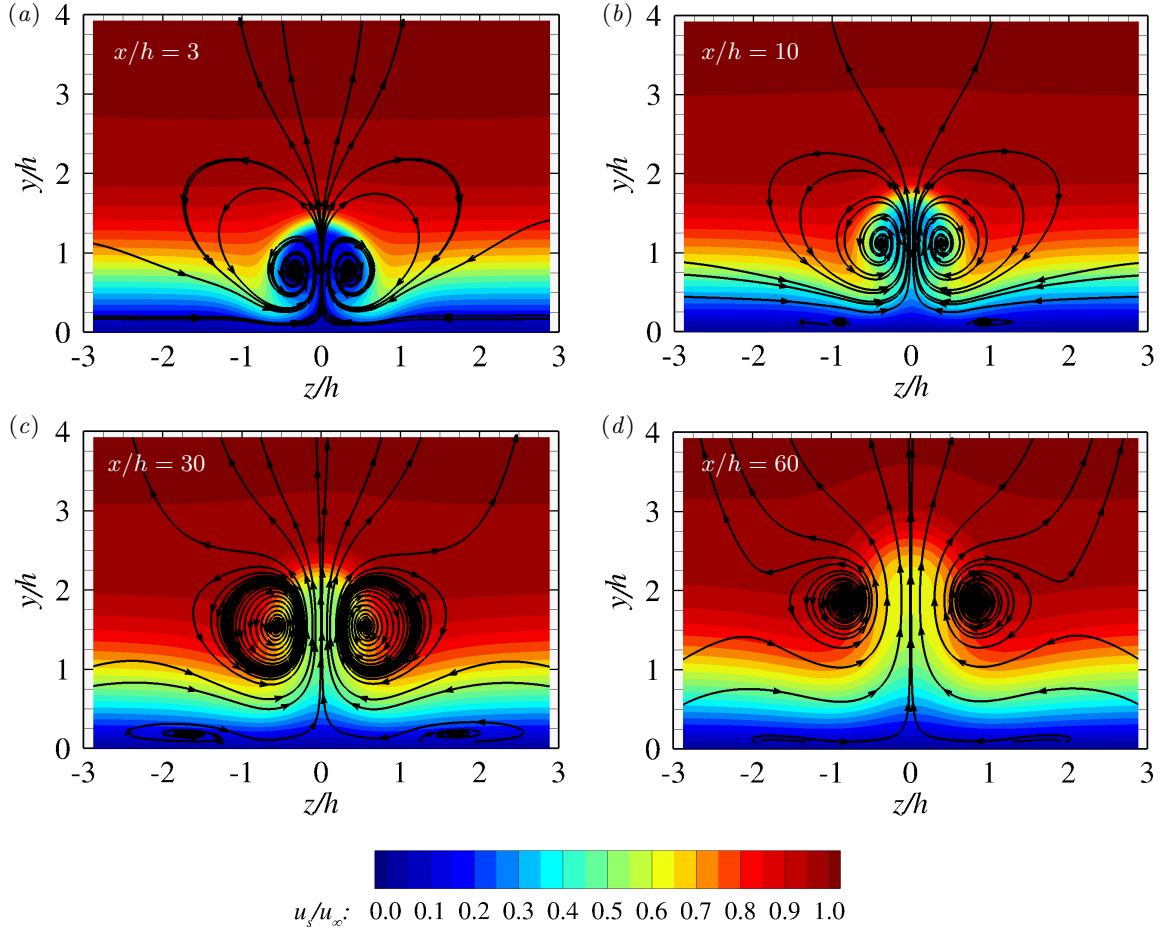 (a)
x/h = 3
4
3
2
1
0
y/h
-3 -2 -1 0 1 2 3
z/h
(b)
x/h = 10
4
3
2
1
0
y/h
-3 -2 -1 0 1 2 3
z/h
(c)
x/h = 30
4
3
2
1
0
y/h
-3 -2 -1 0 1 2 3
z/h
(d)
x/h = 60
4
3
2
1
0
y/h
-3 -2 -1 0 1 2 3
z/h
u_s/u_∞: 0.0 0.1 0.2 0.3 0.4 0.5 0.6 0.7 0.8 0.9 1.0